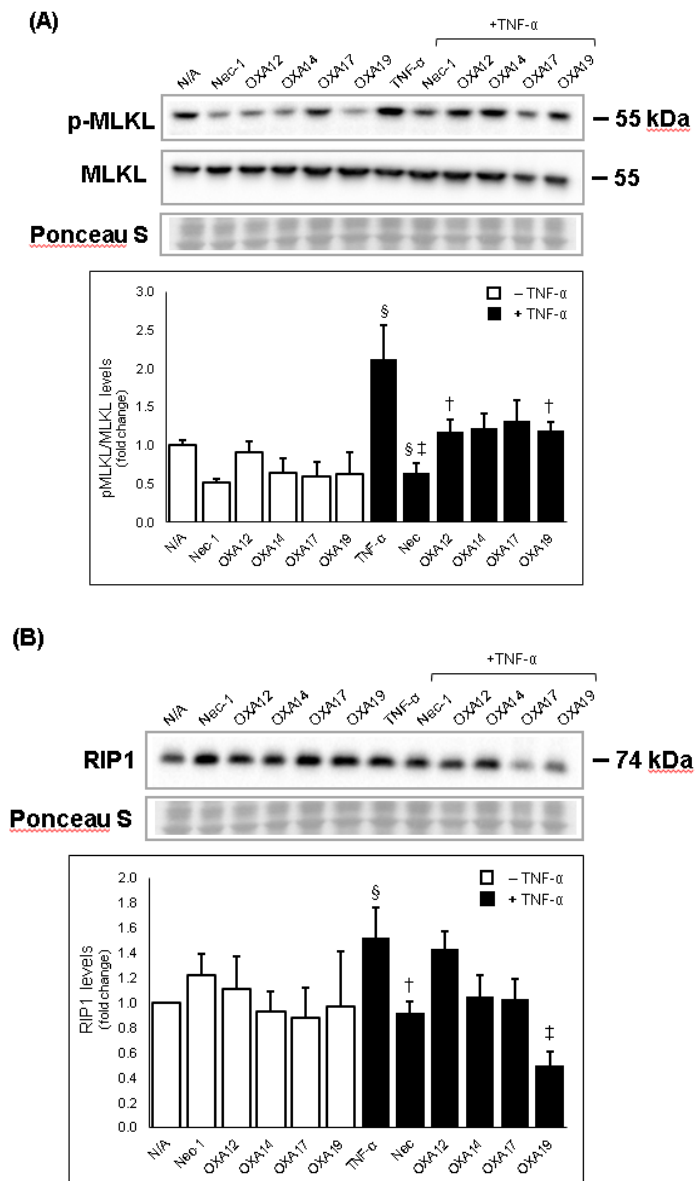 (A)
+TNF-α
N/A Nec-1 OXA12 OXA14 OXA17 OXA19 TNF-α Nec-1 OXA12 OXA14 OXA17 OXA19
p-MLKL
– 55 kDa
MLKL
– 55
Ponceau S
pMLKL/MLKL levels
(fold change)
3.0
2.5
2.0
1.5
1.0
0.5
0.0
– TNF-α
+ TNF-α
§
§ ‡
†
†
N/A Nec-1 OXA12 OXA14 OXA17 OXA19 TNF-α Nec OXA12 OXA14 OXA17 OXA19
(B)
+TNF-α
N/A Nec-1 OXA12 OXA14 OXA17 OXA19 TNF-α Nec-1 OXA12 OXA14 OXA17 OXA19
RIP1
– 74 kDa
Ponceau S
RIP1 levels
(fold change)
2.0
1.8
1.6
1.4
1.2
1.0
0.8
0.6
0.4
0.2
0.0
– TNF-α
+ TNF-α
§
†
‡
N/A Nec-1 OXA12 OXA14 OXA17 OXA19 TNF-α Nec OXA12 OXA14 OXA17 OXA19